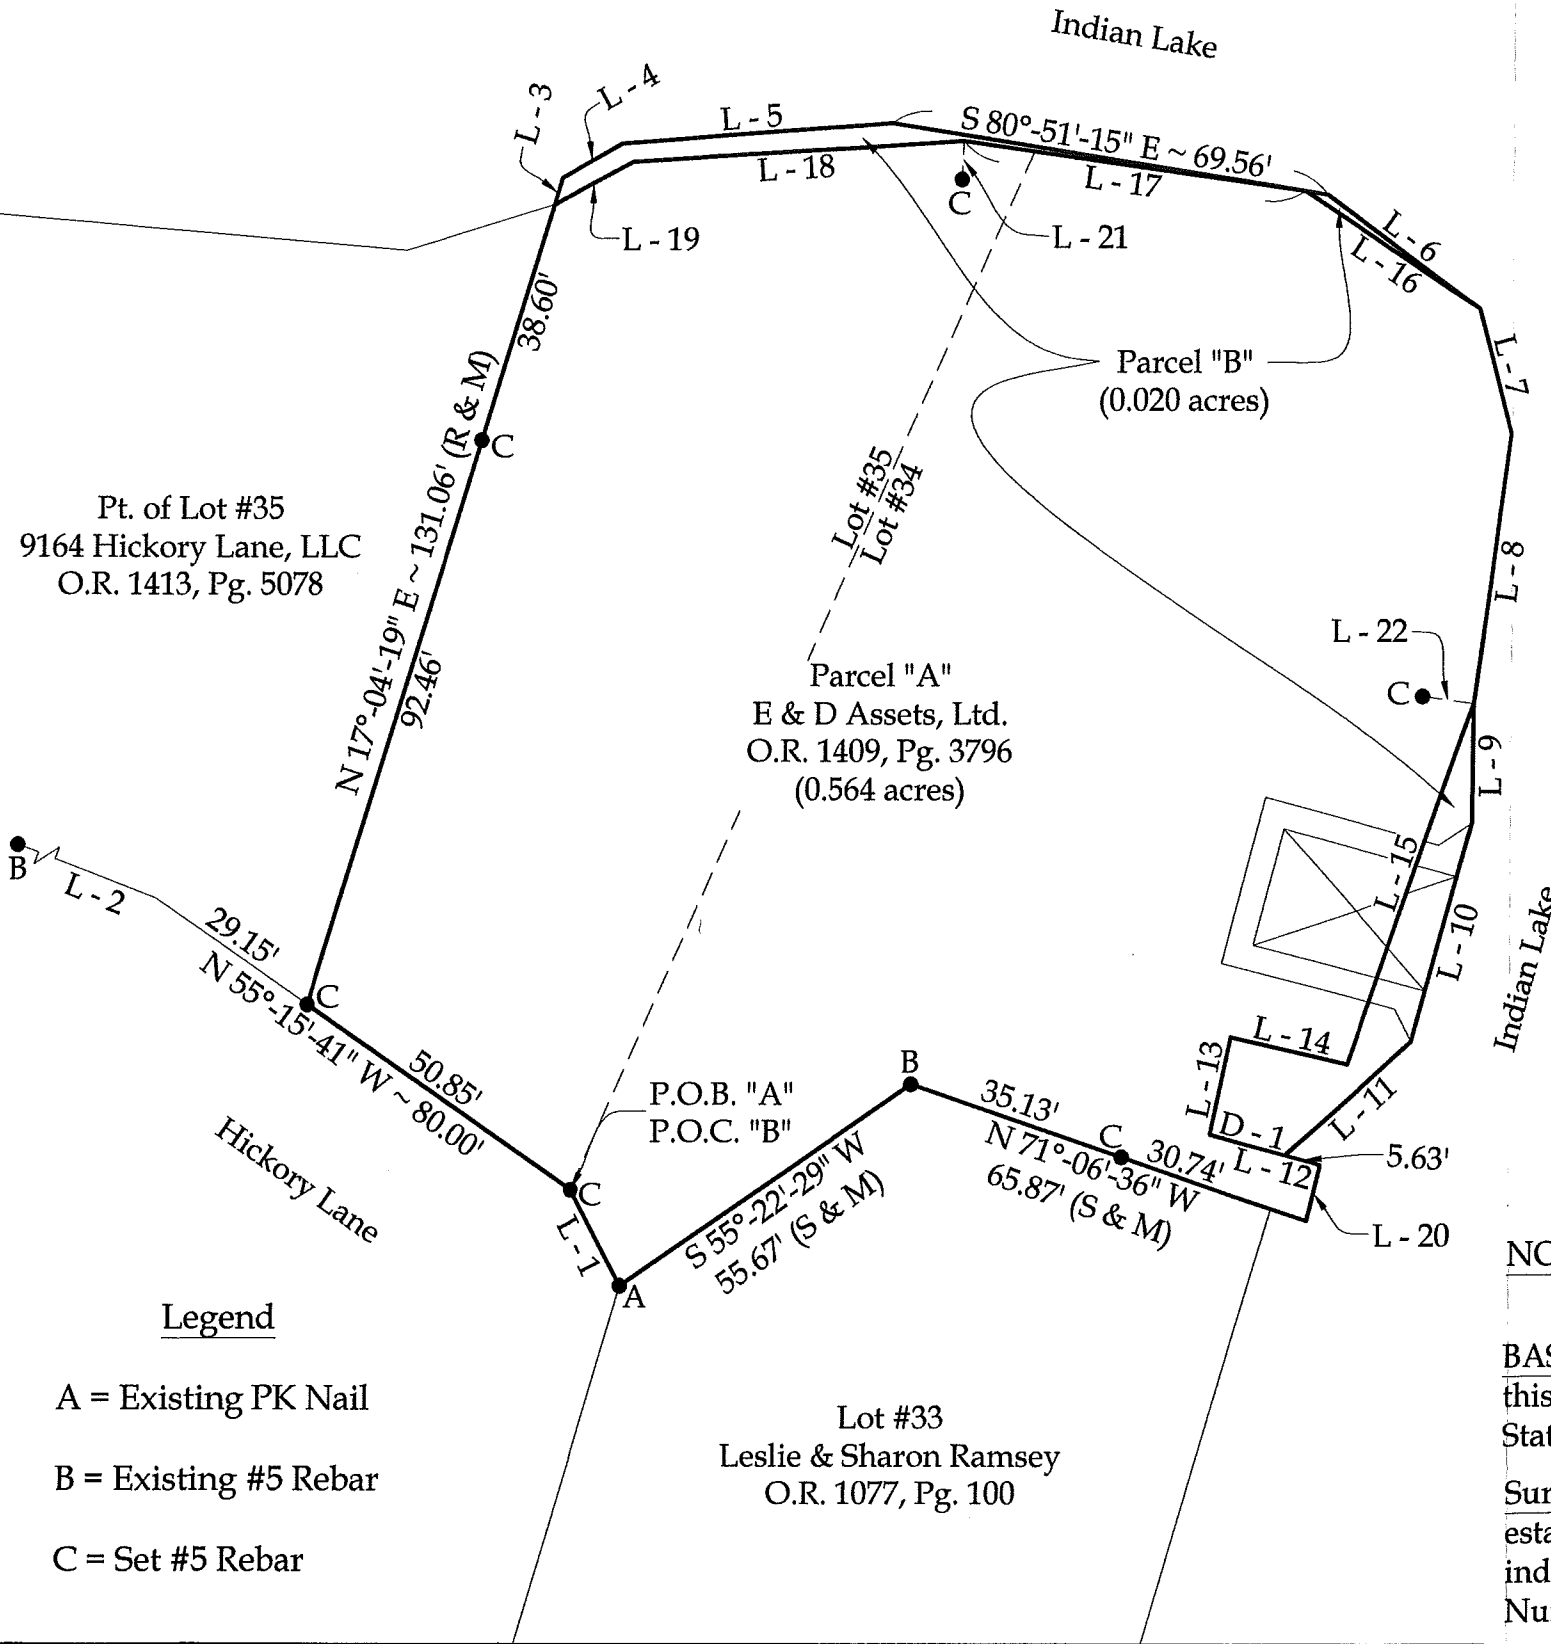 Indian Lake
L - 3
L - 4
L - 5
S 80°-51'-15" E ~ 69.56'
L - 18
L - 17
C
L - 19
L - 21
L - 6
L - 16
38.60'
L - 7
Parcel "B"
(0.020 acres)
C
N 17°-04'-19" E ~ 131.06' (R & M)
92.46'
Lot #35
Lot #34
Pt. of Lot #35
9164 Hickory Lane, LLC
O.R. 1413, Pg. 5078
L - 8
L - 22
C
Parcel "A"
E & D Assets, Ltd.
O.R. 1409, Pg. 3796
(0.564 acres)
L - 9
B
L - 2
L - 15
L - 10
Indian Lake
29.15'
C
N 55°-15'-41" W ~ 80.00'
50.85'
L - 14
L - 13
L - 11
P.O.B. "A"
P.O.C. "B"
B
35.13'
C
30.74'
N 71°-06'-36" W
65.87' (S & M)
D - 1
L - 12
5.63'
L - 20
Hickory Lane
C
L - 1
A
S 55°-22'-29" W
55.67' (S & M)
Legend
A = Existing PK Nail
B = Existing #5 Rebar
C = Set #5 Rebar
Lot #33
Leslie & Sharon Ramsey
O.R. 1077, Pg. 100
this